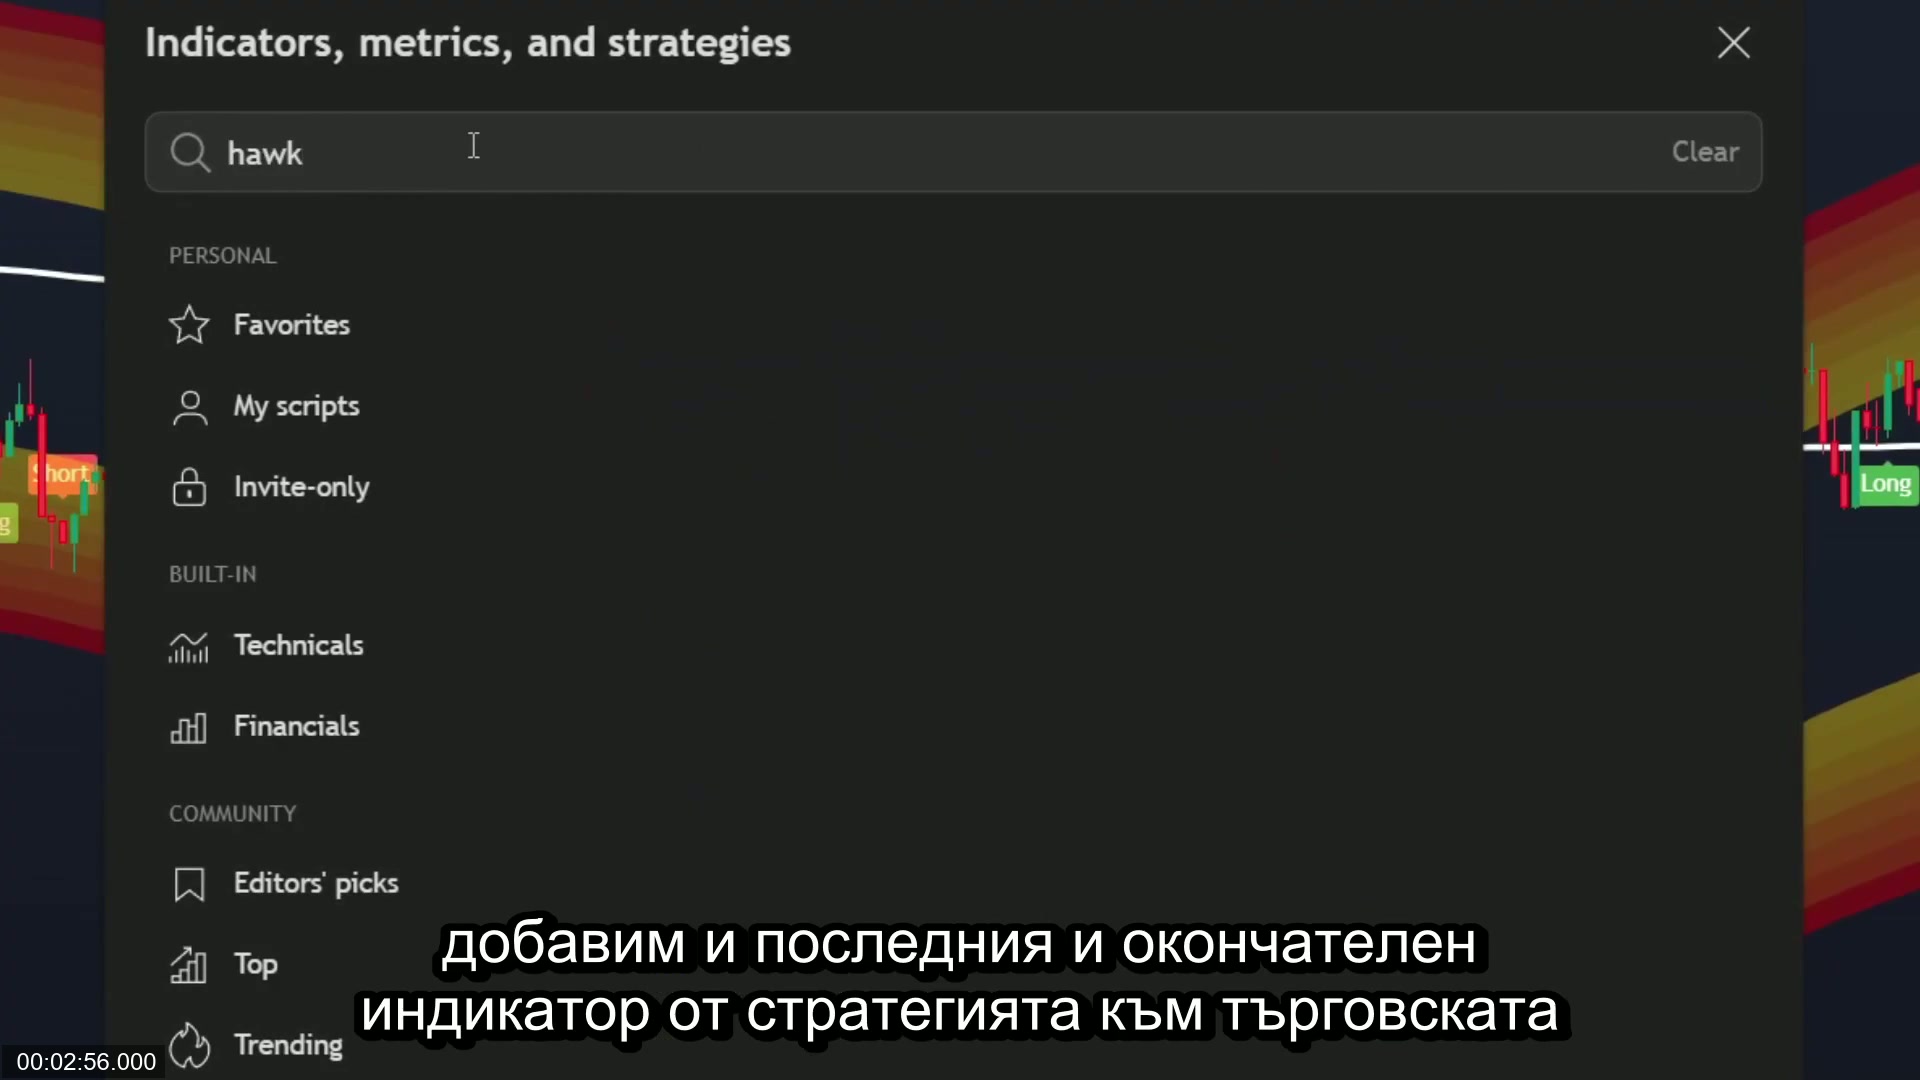 Indicators, metrics, and strategies
hawk
Clear
PERSONAL
Favorites
My scripts
Invite-only
Short
Long
g
BUILT-IN
Technicals
Financials
COMMUNITY
Editors' picks
Top
Trending
добавим и последния и окончателен
индикатор от стратегията към търговската
00:02:56.000